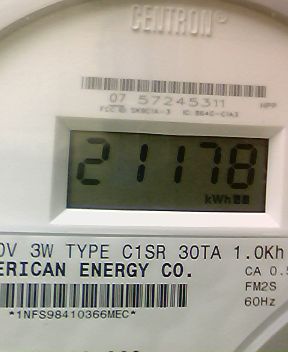 CENTRON
07 57245311
HPP
21178
kWh
0V 3W TYPE C1SR 30TA 1.0Kh
ERICAN ENERGY CO.
CA 0.5
FM2S
60Hz
*1NFS98410366MEC*